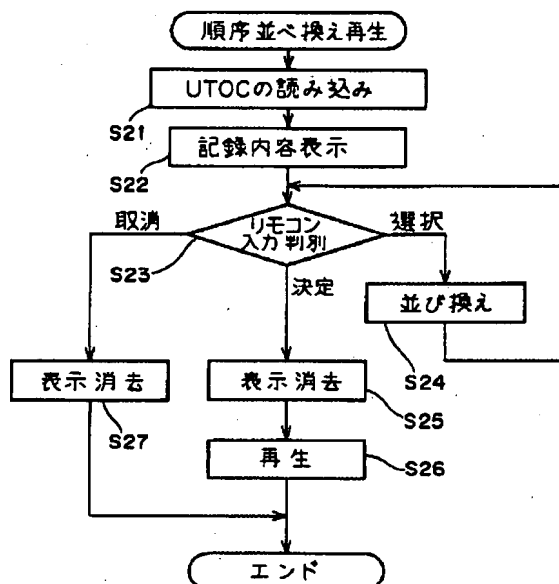 順序並べ換え再生
UTOCの読み込み
S21
記録内容表示
S22
取消
リモコン
入力判別
選択
S23
決定
並び換え
S24
表示消去
S27
表示消去
S25
再生
S26
エンド